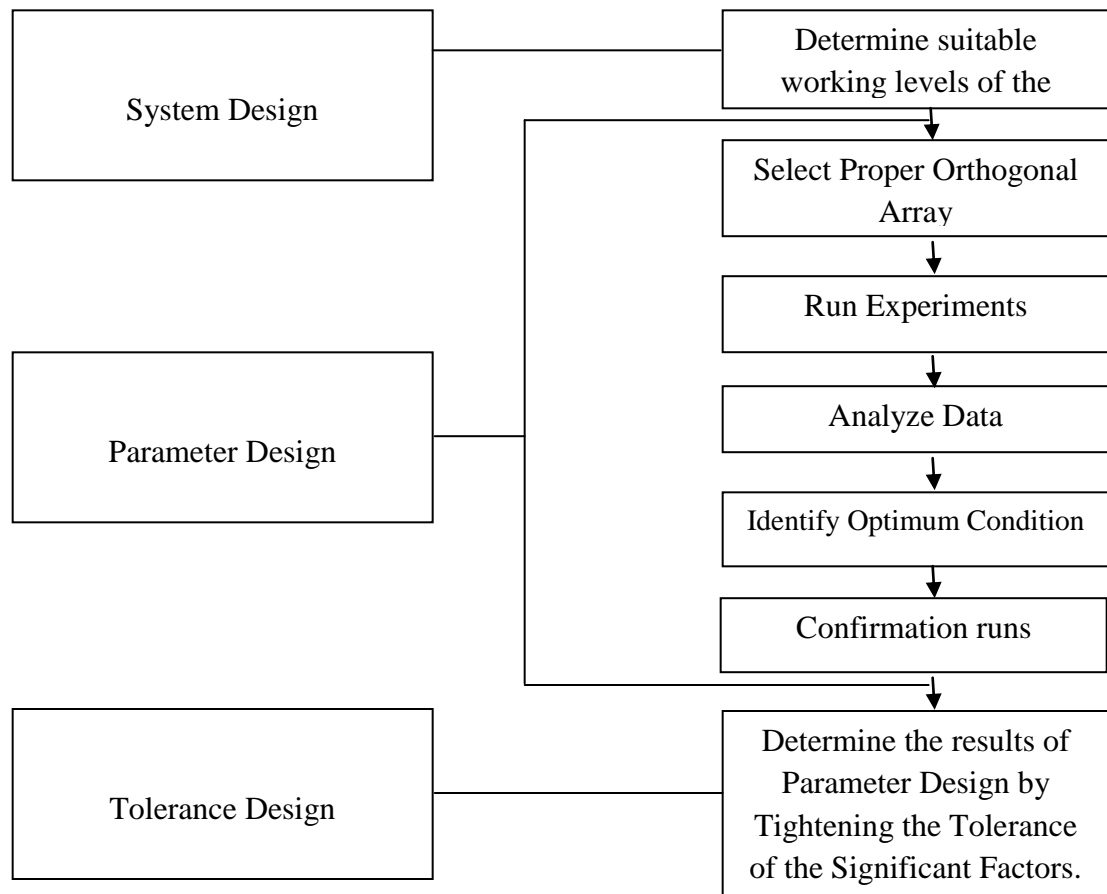 System Design
Determine suitable
working levels of the
Select Proper Orthogonal
Array
Run Experiments
Parameter Design
Analyze Data
Identify Optimum Condition
Confirmation runs
Tolerance Design
Determine the results of
Parameter Design by
Tightening the Tolerance
of the Significant Factors.